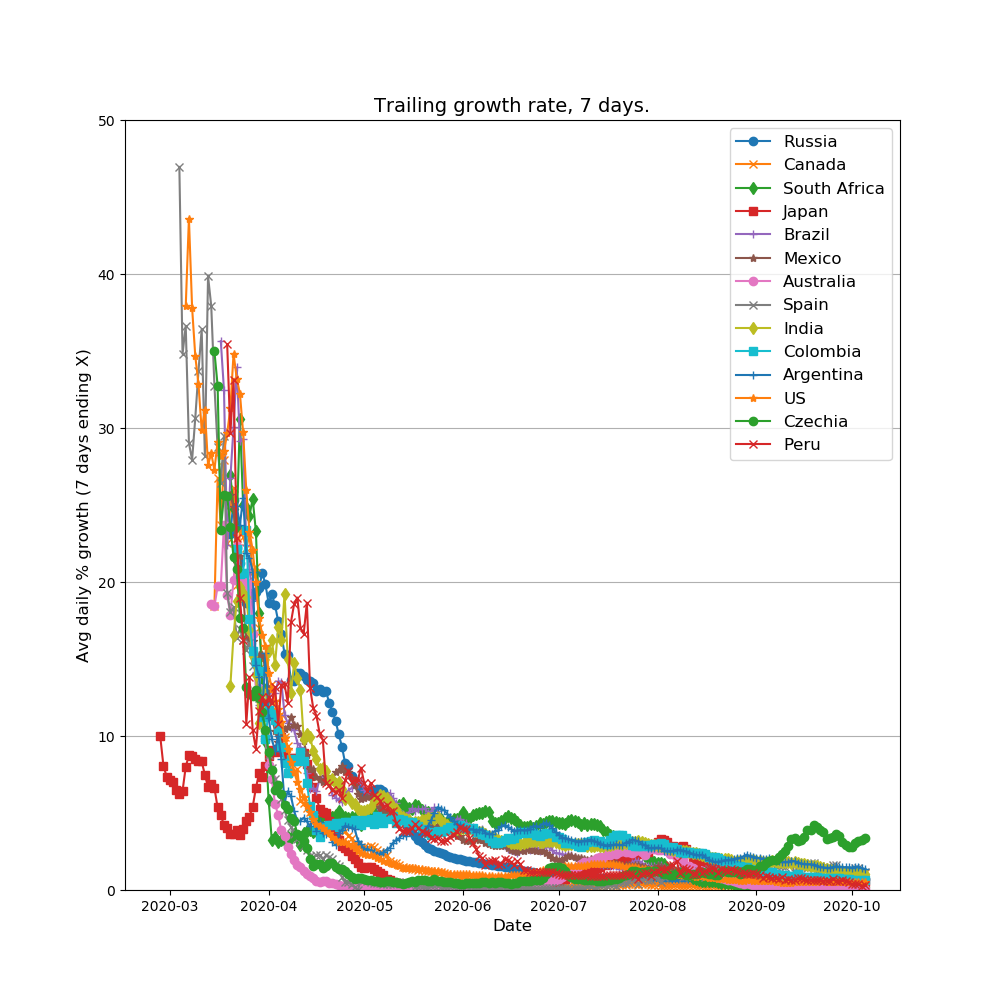 Trailing growth rate, 7 days.
50
40
30
20
10
0
Avg daily % growth (7 days ending X)
Russia
Canada
South Africa
Japan
Brazil
Mexico
Australia
Spain
India
Colombia
Argentina
US
Czechia
Peru
2020-03 2020-04 2020-05 2020-06 2020-07 2020-08 2020-09 2020-10
Date